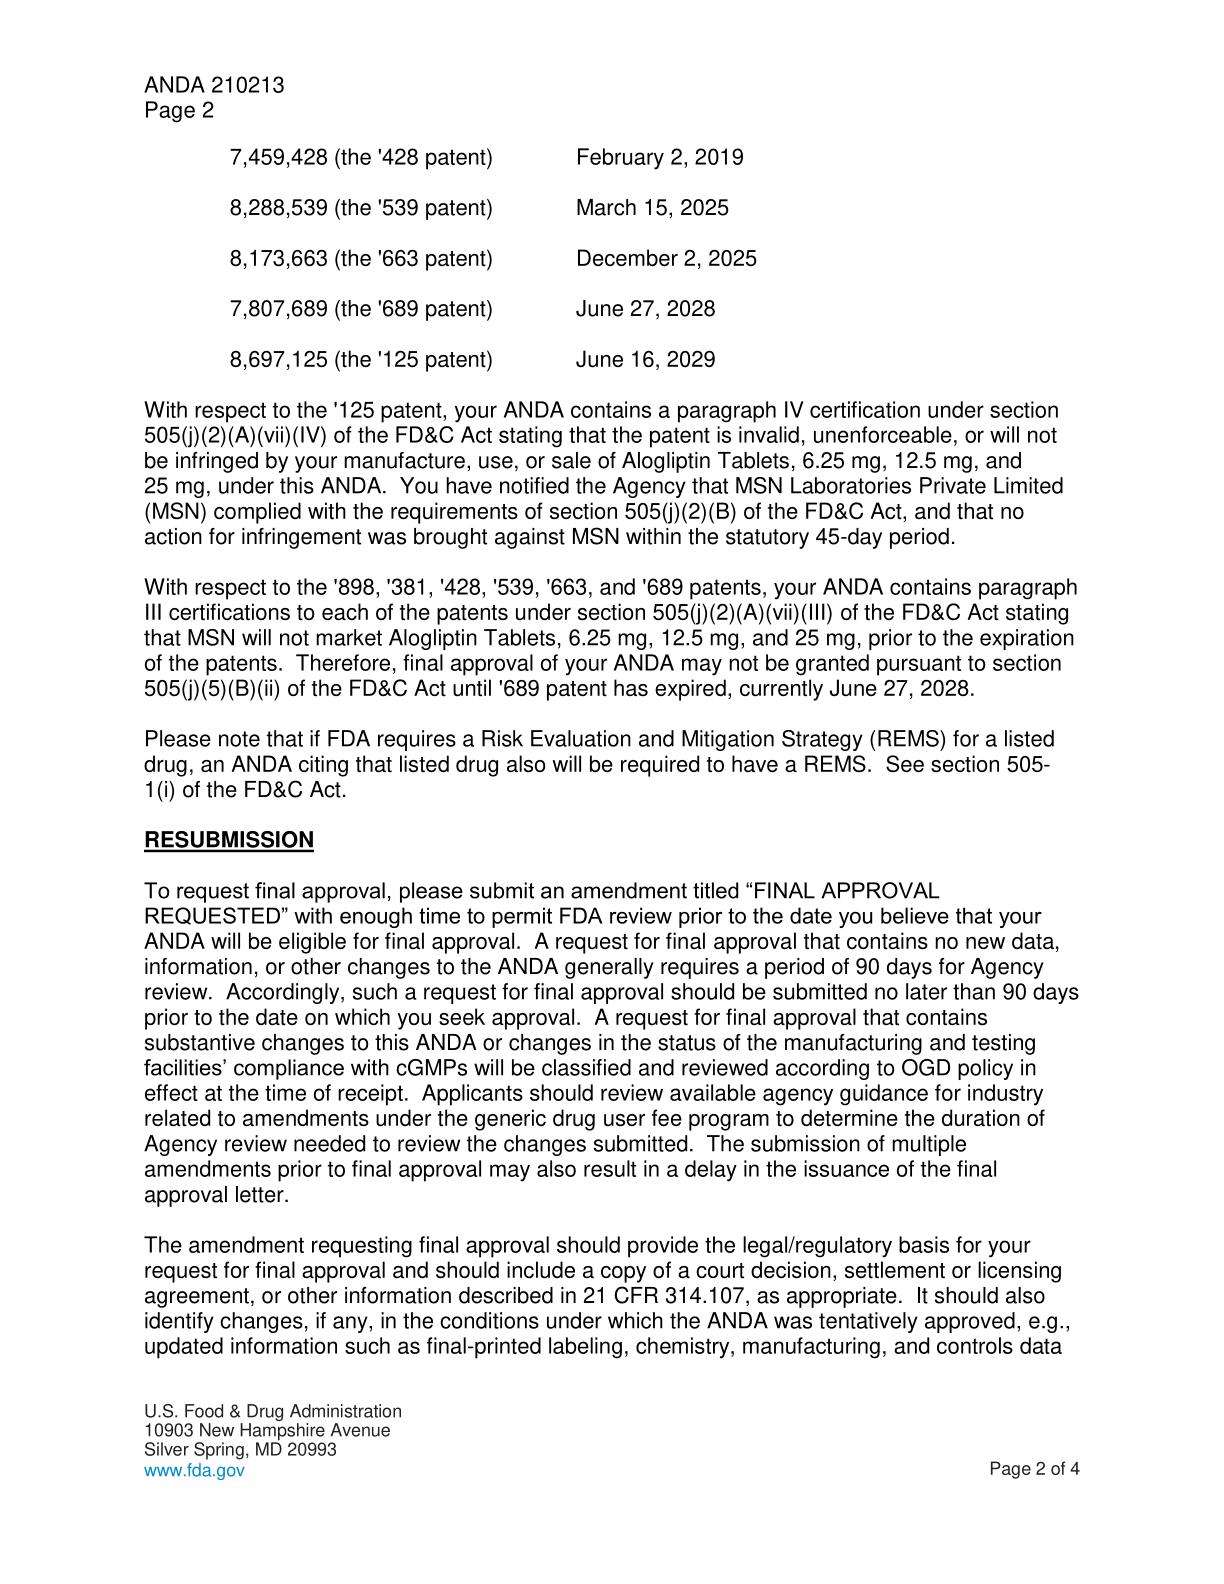 ANDA 210213
Page 2
7,459,428 (the '428 patent) February 2, 2019
8,288,539 (the '539 patent) March 15, 2025
8,173,663 (the '663 patent) December 2, 2025
7,807,689 (the '689 patent) June 27, 2028
8,697,125 (the '125 patent) June 16, 2029
With respect to the '125 patent, your ANDA contains a paragraph IV certification under section
505(j)(2)(A)(vii)(IV) of the FD&C Act stating that the patent is invalid, unenforceable, or will not
be infringed by your manufacture, use, or sale of Alogliptin Tablets, 6.25 mg, 12.5 mg, and
25 mg, under this ANDA. You have notified the Agency that MSN Laboratories Private Limited
(MSN) complied with the requirements of section 505(j)(2)(B) of the FD&C Act, and that no
action for infringement was brought against MSN within the statutory 45-day period.
With respect to the '898, '381, '428, '539, '663, and '689 patents, your ANDA contains paragraph
III certifications to each of the patents under section 505(j)(2)(A)(vii)(III) of the FD&C Act stating
that MSN will not market Alogliptin Tablets, 6.25 mg, 12.5 mg, and 25 mg, prior to the expiration
of the patents. Therefore, final approval of your ANDA may not be granted pursuant to section
505(j)(5)(B)(ii) of the FD&C Act until '689 patent has expired, currently June 27, 2028.
Please note that if FDA requires a Risk Evaluation and Mitigation Strategy (REMS) for a listed
drug, an ANDA citing that listed drug also will be required to have a REMS. See section 505-
1(i) of the FD&C Act.
RESUBMISSION
To request final approval, please submit an amendment titled “FINAL APPROVAL
REQUESTED” with enough time to permit FDA review prior to the date you believe that your
ANDA will be eligible for final approval. A request for final approval that contains no new data,
information, or other changes to the ANDA generally requires a period of 90 days for Agency
review. Accordingly, such a request for final approval should be submitted no later than 90 days
prior to the date on which you seek approval. A request for final approval that contains
substantive changes to this ANDA or changes in the status of the manufacturing and testing
facilities’ compliance with cGMPs will be classified and reviewed according to OGD policy in
effect at the time of receipt. Applicants should review available agency guidance for industry
related to amendments under the generic drug user fee program to determine the duration of
Agency review needed to review the changes submitted. The submission of multiple
amendments prior to final approval may also result in a delay in the issuance of the final
approval letter.
The amendment requesting final approval should provide the legal/regulatory basis for your
request for final approval and should include a copy of a court decision, settlement or licensing
agreement, or other information described in 21 CFR 314.107, as appropriate. It should also
identify changes, if any, in the conditions under which the ANDA was tentatively approved, e.g.,
updated information such as final-printed labeling, chemistry, manufacturing, and controls data
U.S. Food & Drug Administration
10903 New Hampshire Avenue
Silver Spring, MD 20993
www.fda.gov Page 2 of 4